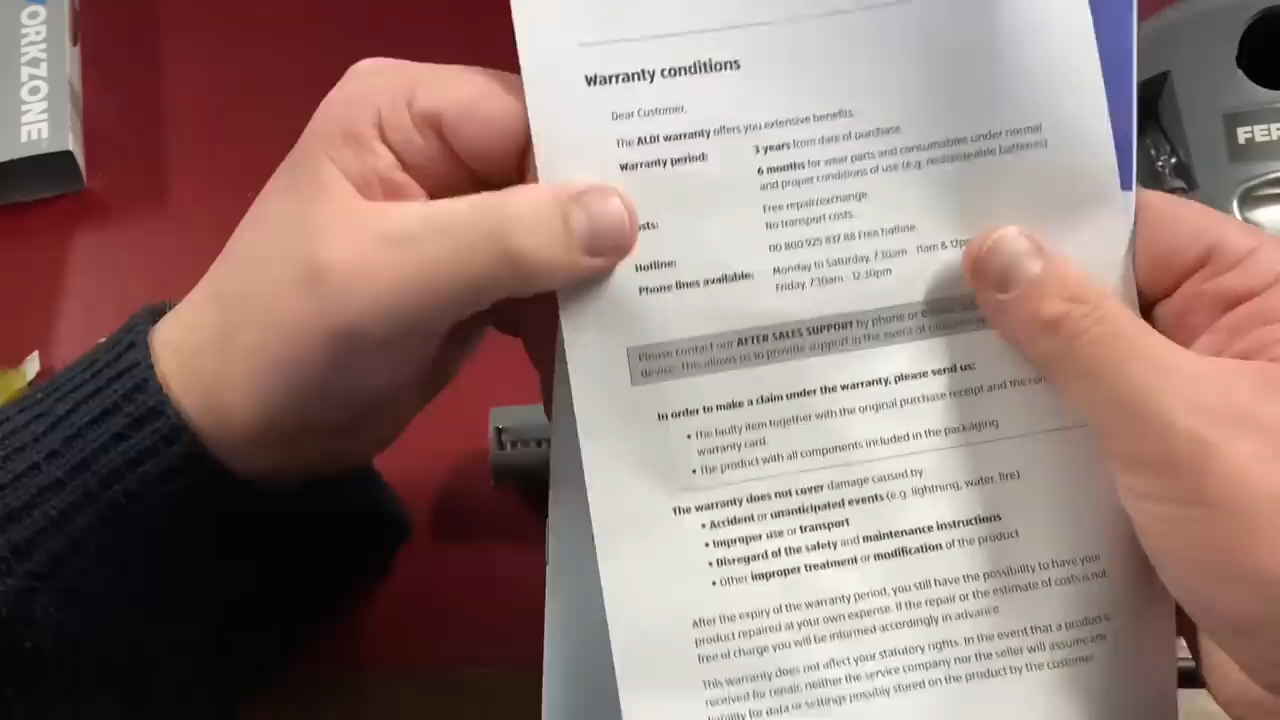 ORKZONE
FER
Warranty conditions
Dear Customer,
The ALDI warranty offers you extensive benefits.
Warranty period: 3 years from date of purchase
6 months for wear parts and consumables under normal
and proper conditions of use (e.g. rechargeable batteries)
sts: Free repair/exchange
No transport costs
Hotline: 00 800 925 837 88 Free hotline
Phone lines available: Monday to Saturday, 7.30am - 11am & 12p
Friday, 7.30am - 12.30pm
Please contact our AFTER SALES SUPPORT by phone or
device. This allows us to provide support in the event of
In order to make a claim under the warranty, please send us:
• The faulty item together with the original purchase receipt and the
warranty card.
• The product with all components included in the packaging
The warranty does not cover damage caused by
• Accident or unanticipated events (e.g. lightning, water, fire)
• Improper use or transport
• Disregard of the safety and maintenance instructions
• Other improper treatment or modification of the product
After the expiry of the warranty period, you still have the possibility to have your
product repaired at your own expense. If the repair or the estimate of costs is not
free of charge you will be informed accordingly in advance
This warranty does not affect your statutory rights. In the event that a product is
received for repair, neither the service company nor the seller will assume any
liability for data or settings possibly stored on the product by the customer